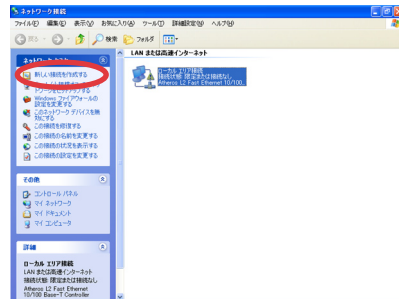 ネットワーク接続
ファイル(F) 編集(E) 表示(V) お気に入り(A) ツール(T) 詳細設定(N) ヘルプ(H)
戻る 検索 フォルダ
ネットワーク タスク
新しい接続を作成する
Windows ファイアウォールの
設定を変更する
このネットワーク デバイスを無
効にする
この接続を修復する
この接続の名前を変更する
この接続の状況を表示する
この接続の設定を変更する
その他
コントロール パネル
マイ ネットワーク
マイ ドキュメント
マイ コンピュータ
詳細
ローカル エリア接続
LAN または高速インターネット
接続状態: 限定または接続なし
Atheros L2 Fast Ethernet
10/100 Base-T Controller
LAN または高速インターネット
ローカル エリア接続
接続状態: 限定または接続なし
Atheros L2 Fast Ethernet 10/100...